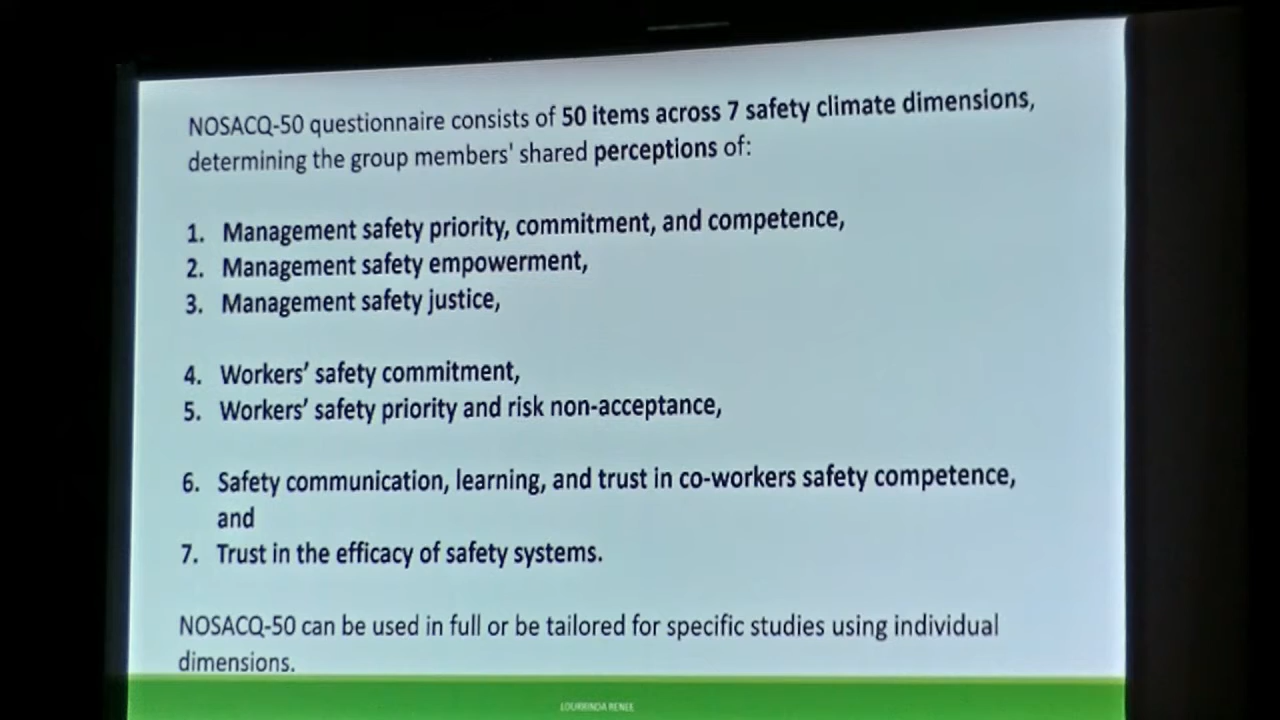 NOSACQ-50 questionnaire consists of 50 items across 7 safety climate dimensions,
determining the group members' shared perceptions of:
1. Management safety priority, commitment, and competence,
2. Management safety empowerment,
3. Management safety justice,
4. Workers’ safety commitment,
5. Workers’ safety priority and risk non-acceptance,
6. Safety communication, learning, and trust in co-workers safety competence,
and
7. Trust in the efficacy of safety systems.
NOSACQ-50 can be used in full or be tailored for specific studies using individual
dimensions.
RENEE